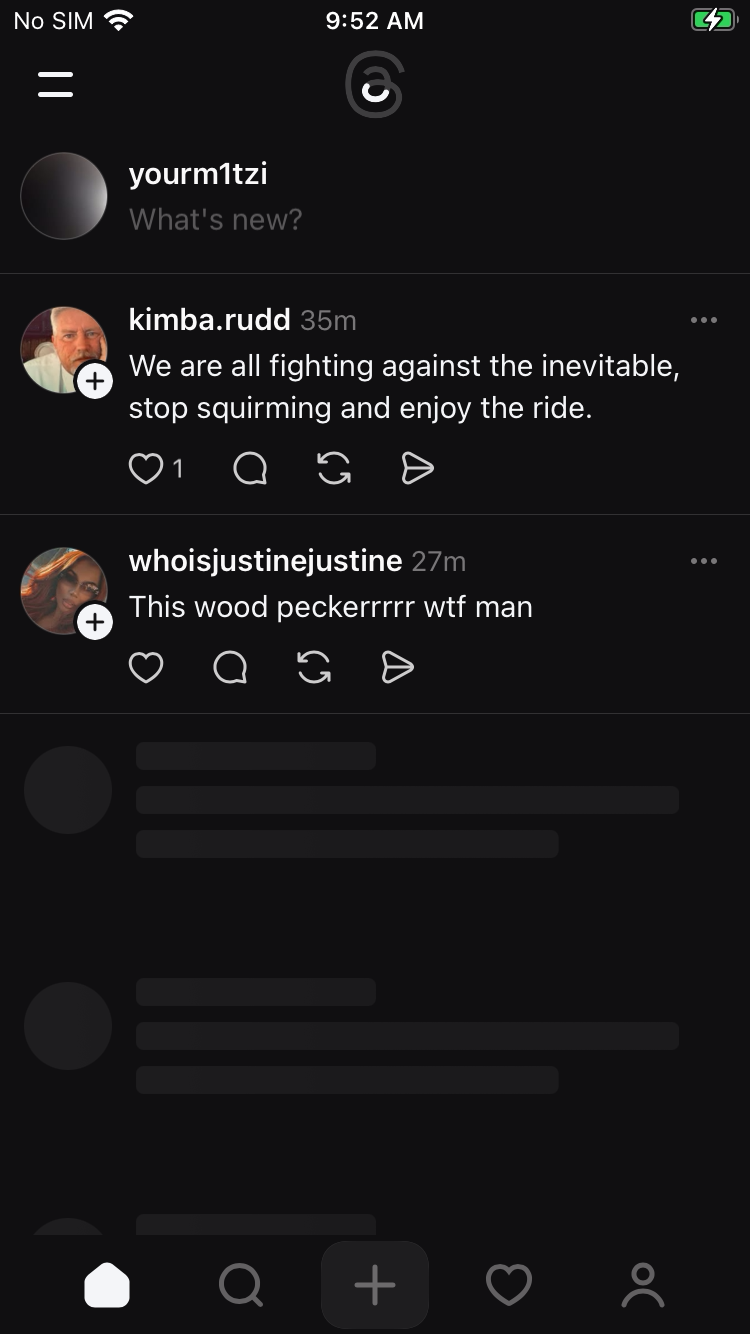 No SIM 9:52 AM
yourm1tzi
What's new?
kimba.rudd 35m
We are all fighting against the inevitable,
stop squirming and enjoy the ride.
1
whoisjustinejustine 27m
This wood peckerrrrr wtf man